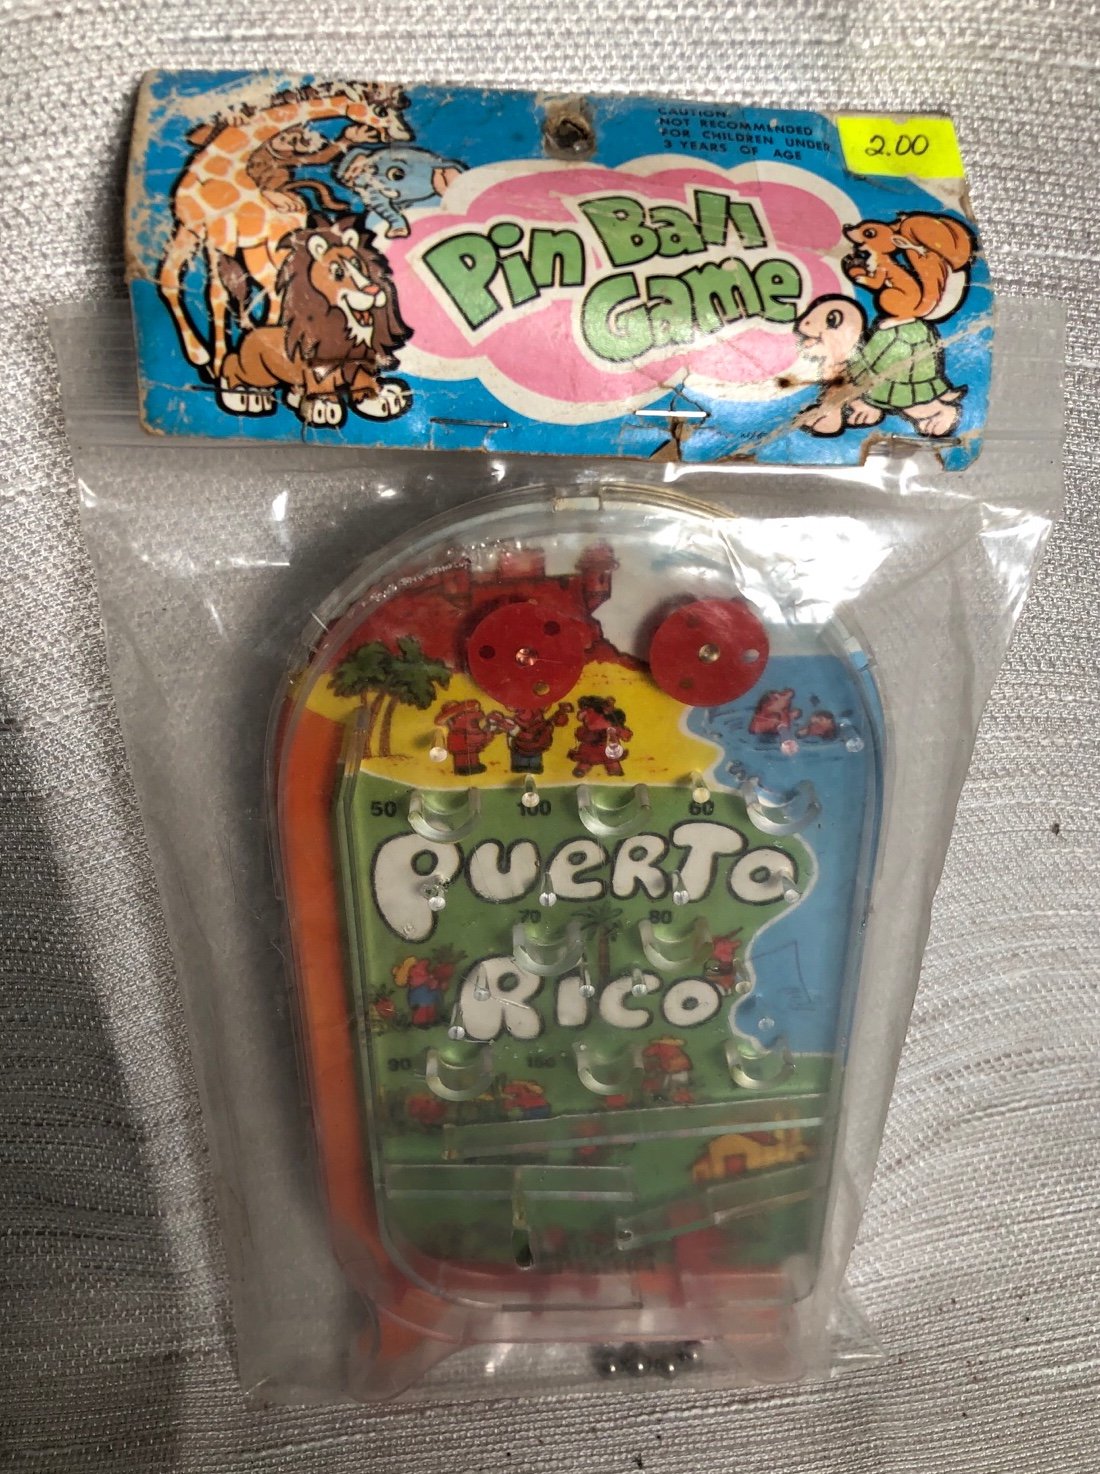 CAUTION:
NOT RECOMMENDED
FOR CHILDREN UNDER
3 YEARS OF AGE
2.00
Pin Ball
Game
50 100 60
PUERTO
70 80
RICO
90